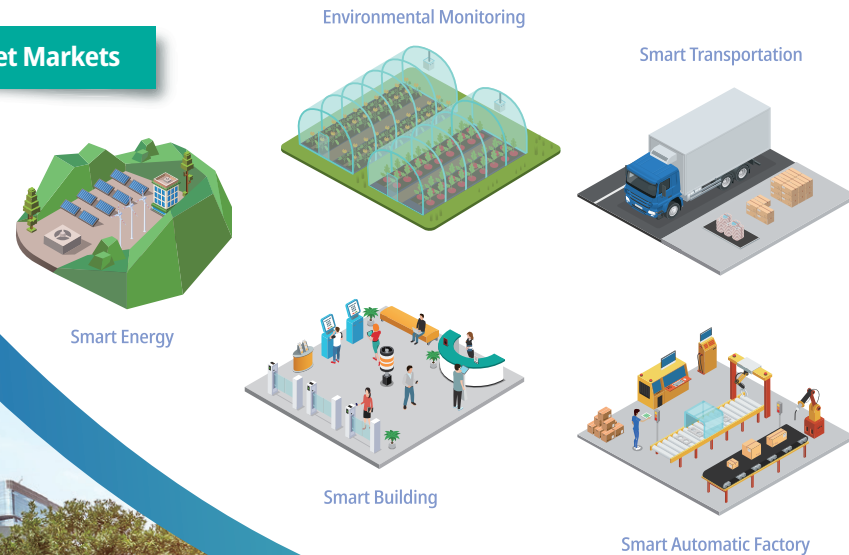 et Markets
Environmental Monitoring
Smart Transportation
Smart Energy
Smart Building
Smart Automatic Factory